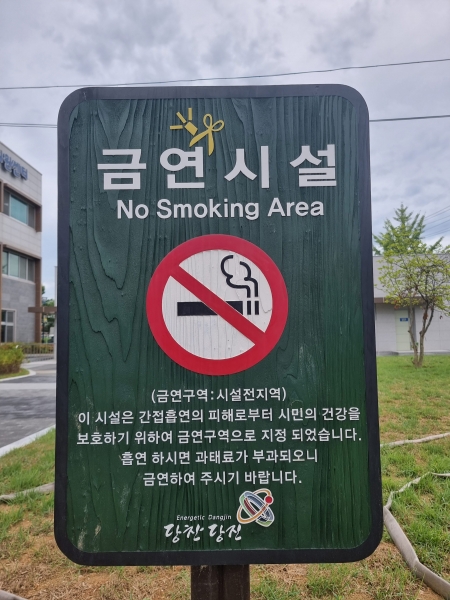 금연시설
No Smoking Area
(금연구역:시설전지역)
이 시설은 간접흡연의 피해로부터 시민의 건강을
보호하기 위하여 금연구역으로 지정 되었습니다.
흡연 하시면 과태료가 부과되오니
금연하여 주시기 바랍니다.
Energetic Dangjin
당찬당진